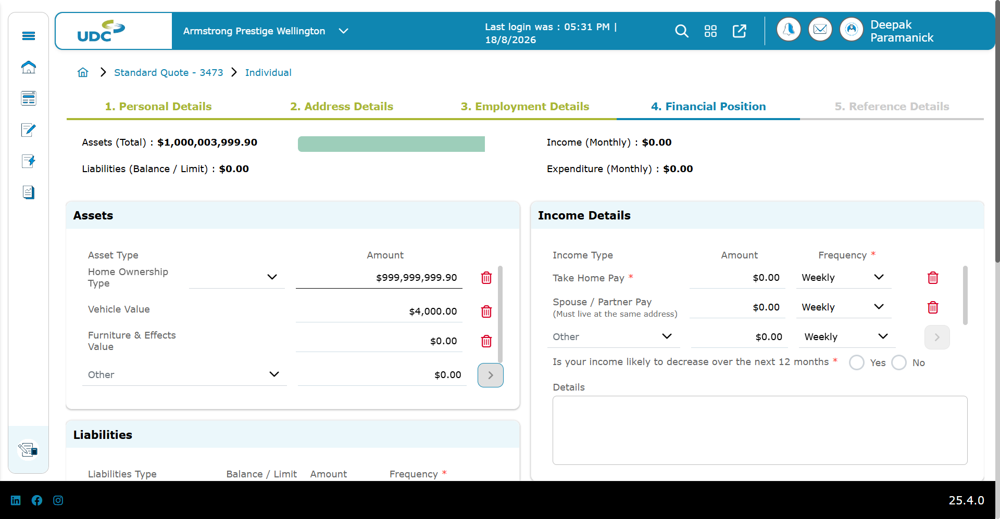 UDC
Armstrong Prestige Wellington
Last login was : 05:31 PM |
18/8/2026
Deepak
Paramanick
Standard Quote - 3473
Individual
1. Personal Details
2. Address Details
3. Employment Details
4. Financial Position
5. Reference Details
Assets (Total) : $1,000,003,999.90
Income (Monthly) : $0.00
Liabilities (Balance / Limit) : $0.00
Expenditure (Monthly) : $0.00
Assets
Asset Type Amount
Home Ownership
Type
$999,999,999.90
Vehicle Value $4,000.00
Furniture & Effects
Value
$0.00
Other $0.00
Liabilities
Liabilities Type Balance / Limit Amount Frequency *
Income Details
Income Type Amount Frequency *
Take Home Pay * $0.00 Weekly
Spouse / Partner Pay
(Must live at the same address)
$0.00 Weekly
Other $0.00 Weekly
Is your income likely to decrease over the next 12 months * Yes No
Details
25.4.0